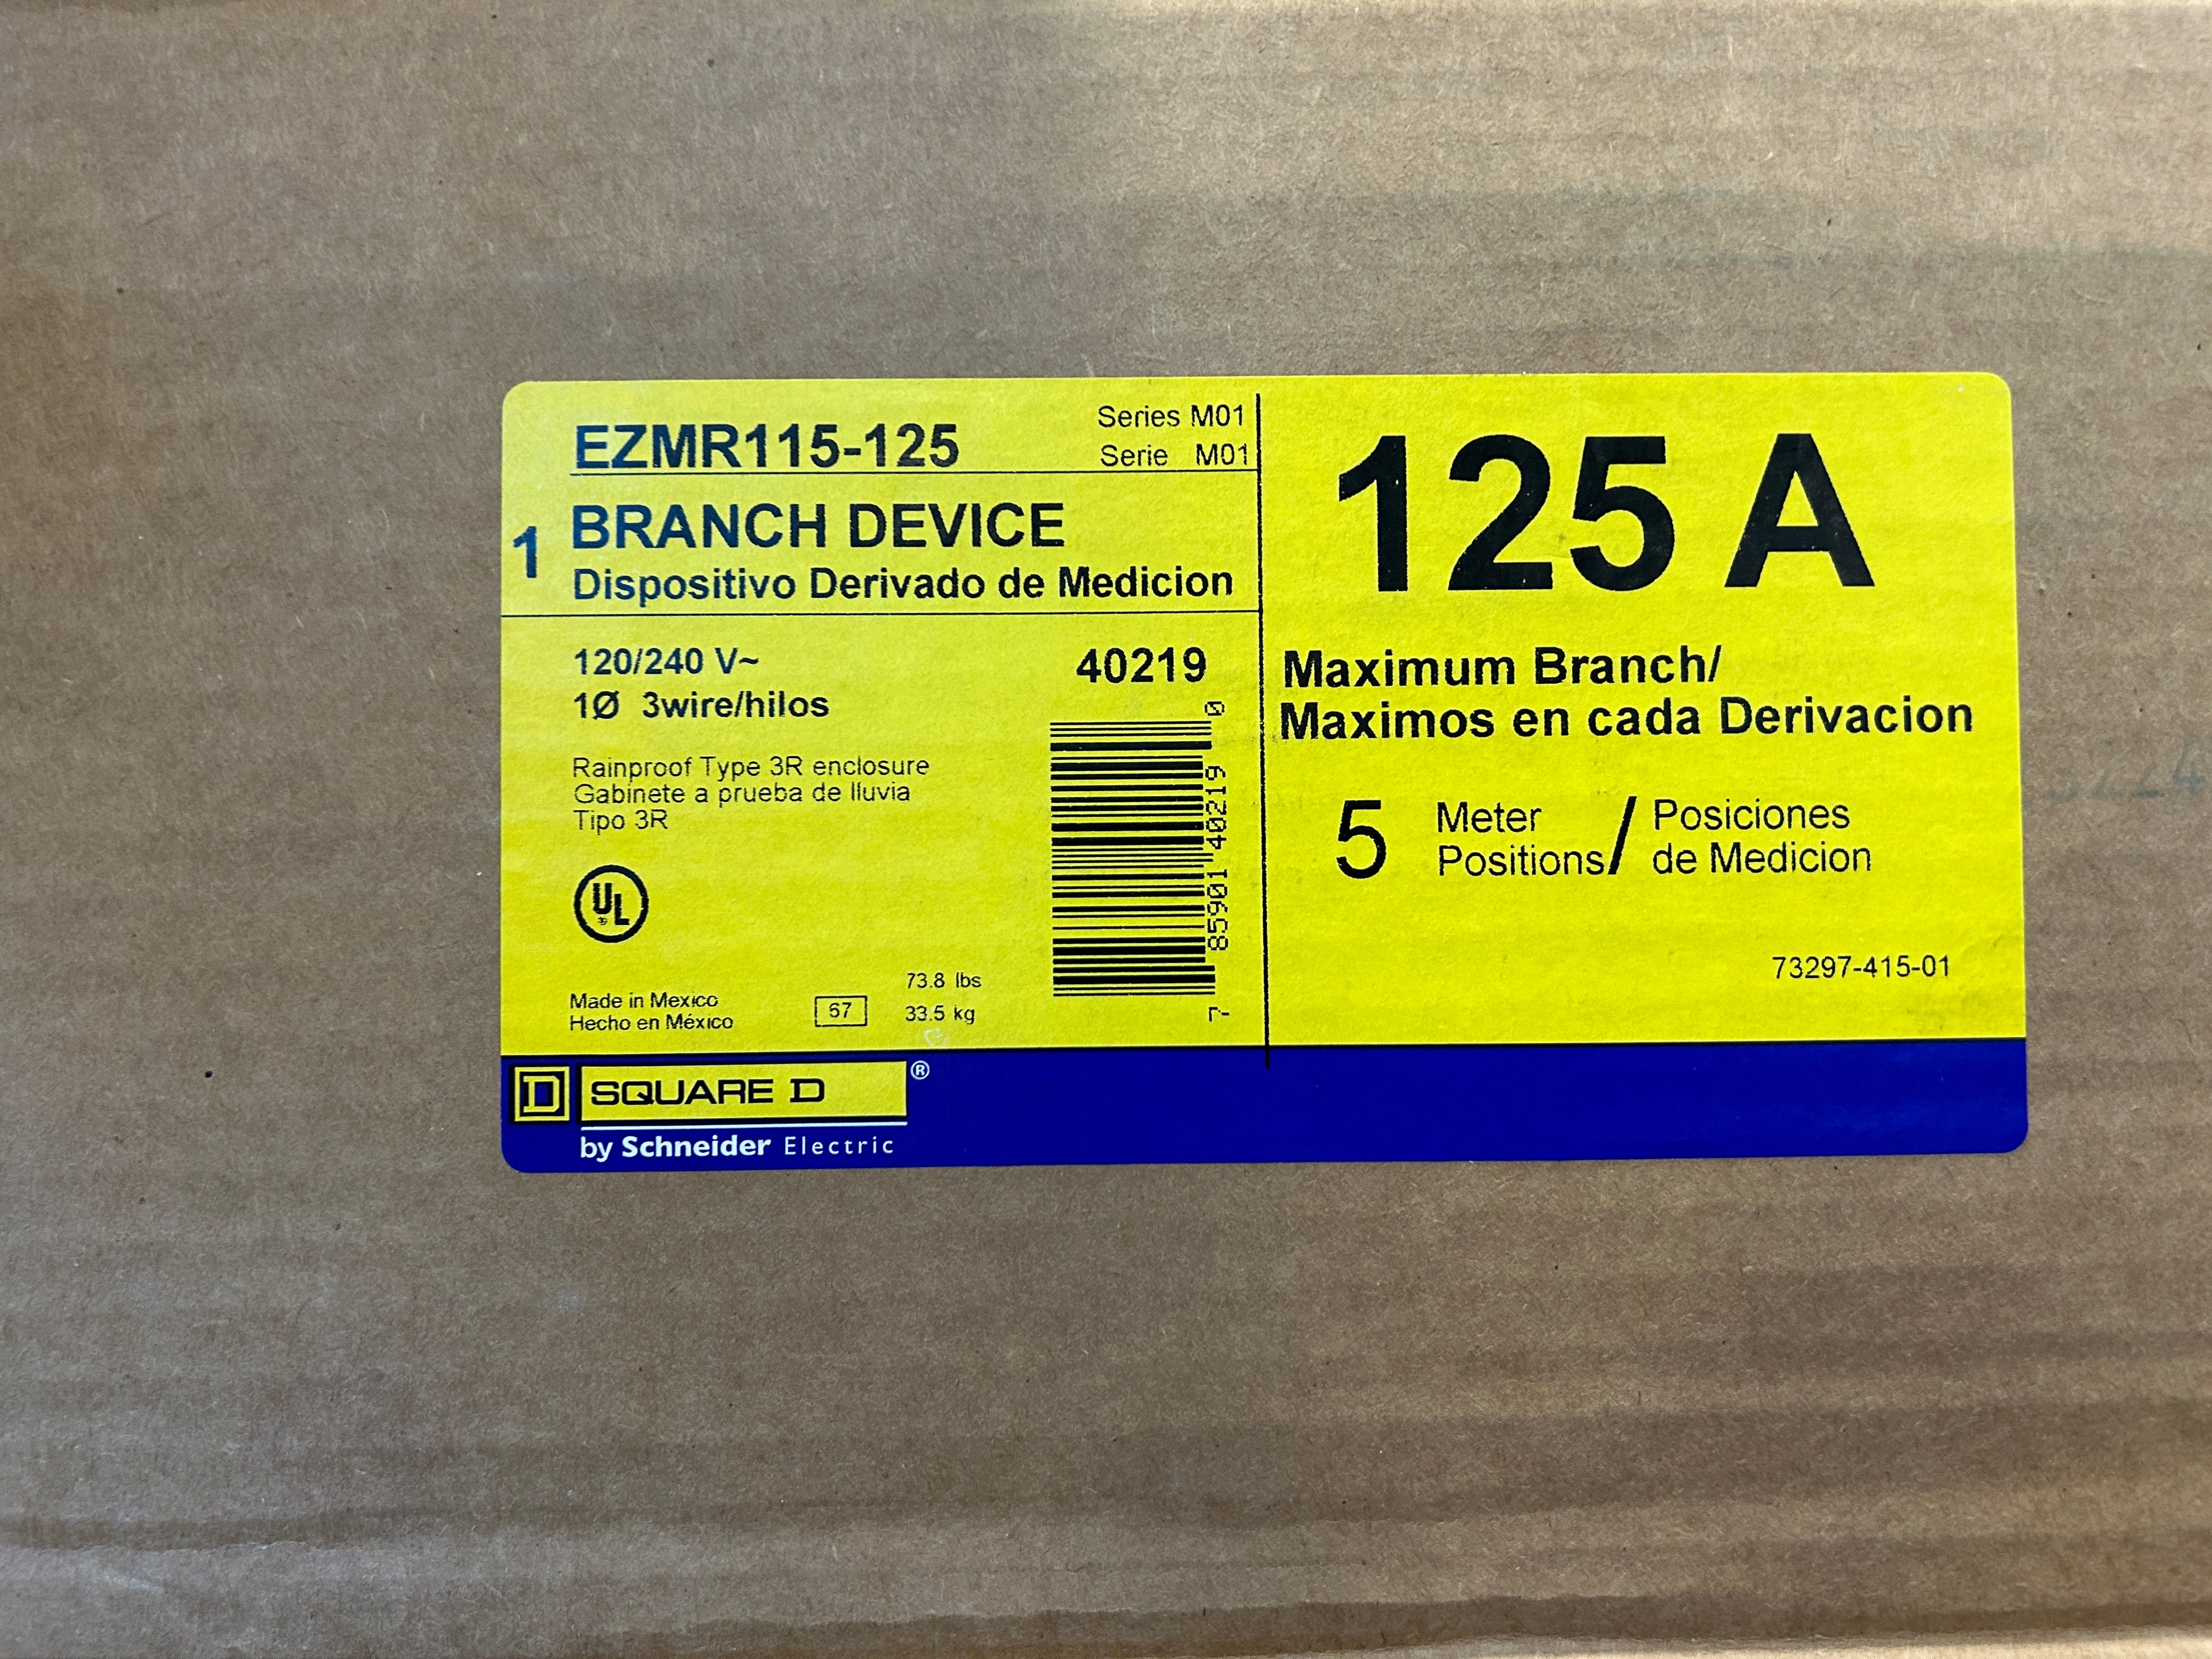 EZMR115-125
Series M01
Serie M01
1
BRANCH DEVICE
Dispositivo Derivado de Medicion
120/240 V~
1Ø 3wire/hilos
40219
Rainproof Type 3R enclosure
Gabinete a prueba de lluvia
Tipo 3R
UL
®
7 85901 40219 0
Made in Mexico
Hecho en México
67
73.8 lbs
33.5 kg
125 A
Maximum Branch/
Maximos en cada Derivacion
5 Meter Positions / Posiciones de Medicion
73297-415-01
D SQUARE D ®
by Schneider Electric